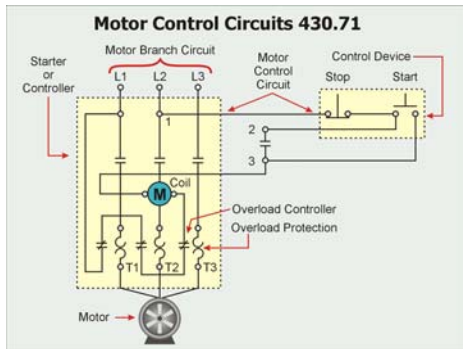 Motor Control Circuits 430.71
Motor Branch Circuit
Starter
or
Controller
L1 L2 L3
Motor
Control
Circuit
Control Device
Stop Start
1
2
3
Coil
M
Overload Controller
Overload Protection
T1 T2 T3
Motor